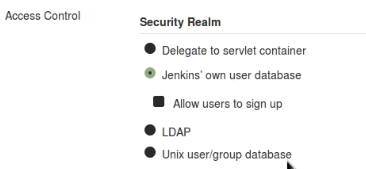 Access Control
Security Realm
Delegate to servlet container
Jenkins' own user database
Allow users to sign up
LDAP
Unix user/group database